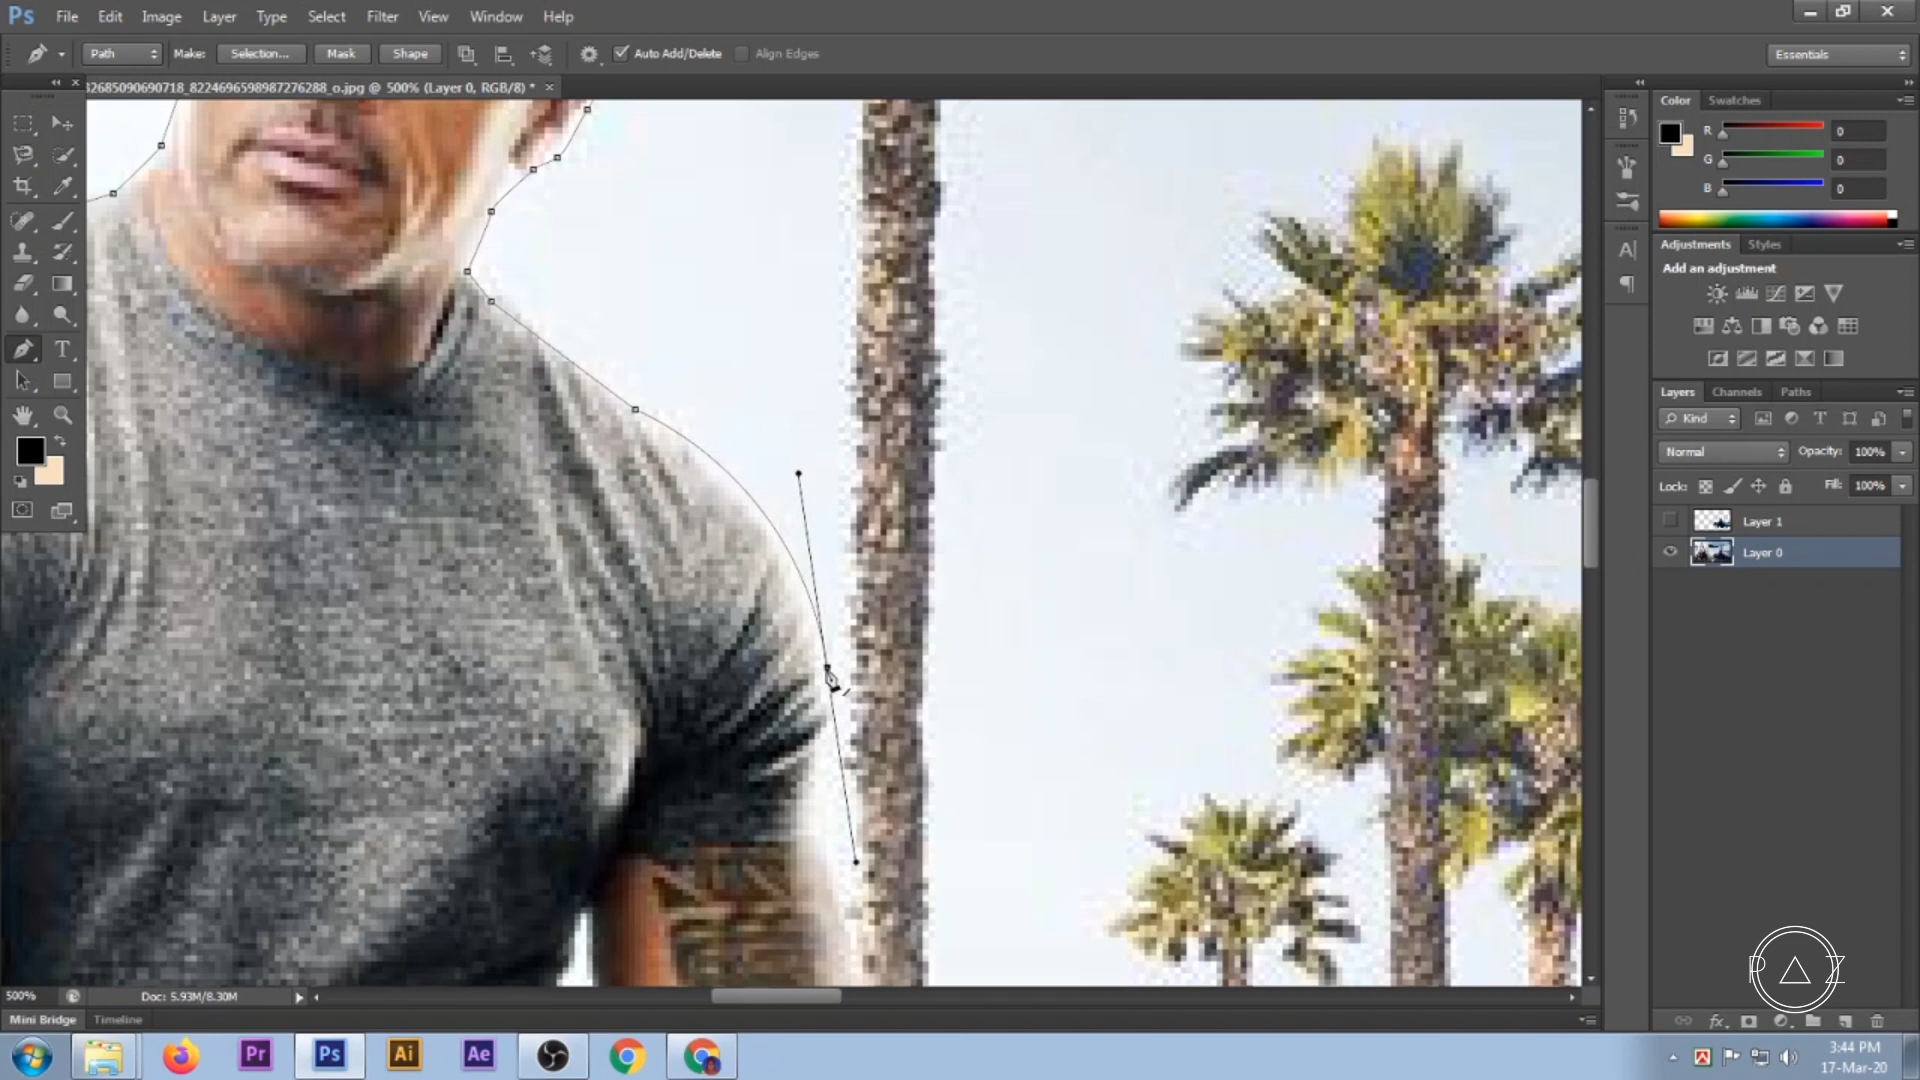 Ps File Edit Image Layer Type Select Filter View Window Help
Path Make: Selection... Mask Shape Auto Add/Delete Align Edges Essentials
32685090690718_8224696598987276288_o.jpg @ 500% (Layer 0, RGB/8) *
Color Swatches
R 0
G 0
B 0
Adjustments Styles
Add an adjustment
Layers Channels Paths
Kind
Normal Opacity: 100%
Lock: Fill: 100%
Layer 1
Layer 0
P Z
fx
500% Doc: 5.93M/8.30M
Mini Bridge Timeline
Pr Ps Ai Ae
3:44 PM
17-Mar-20